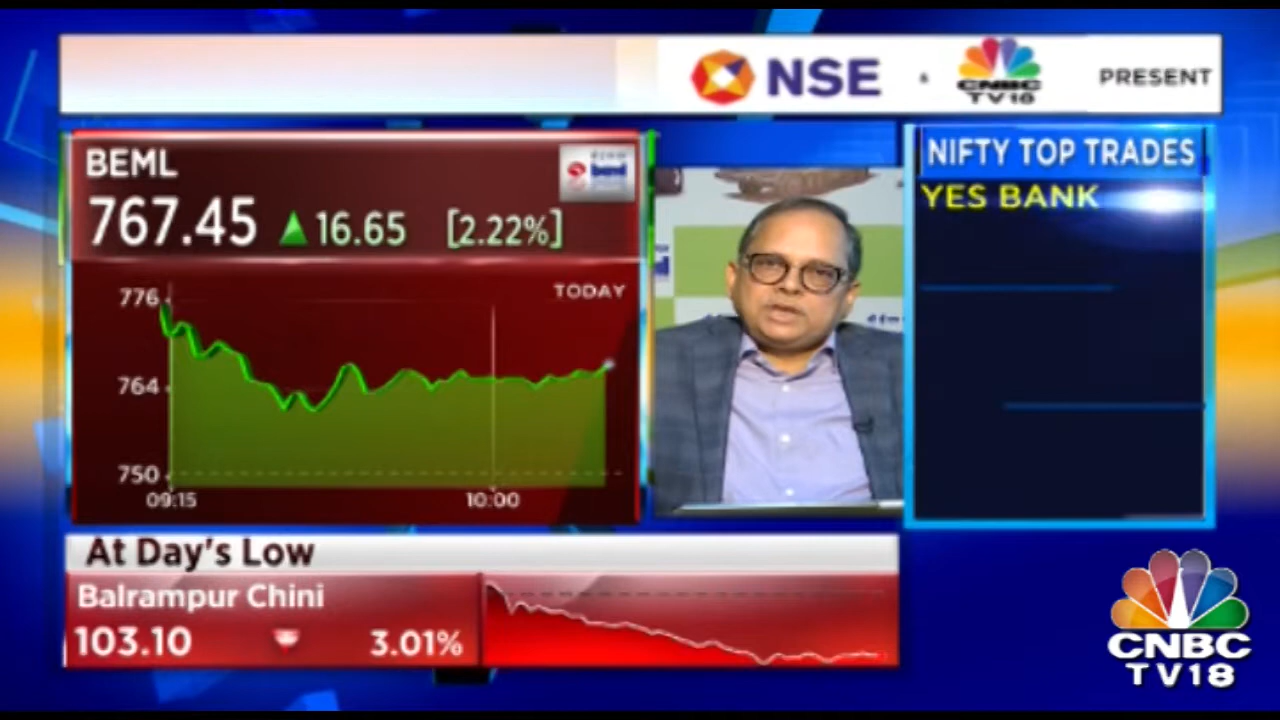 NSE & CNBC TV18 PRESENT
BEML
767.45 ▲ 16.65 [2.22%]
TODAY
776
764
750
09:15 10:00
NIFTY TOP TRADES
YES BANK
At Day's Low
Balrampur Chini
103.10 ▼ 3.01%
CNBC
TV18